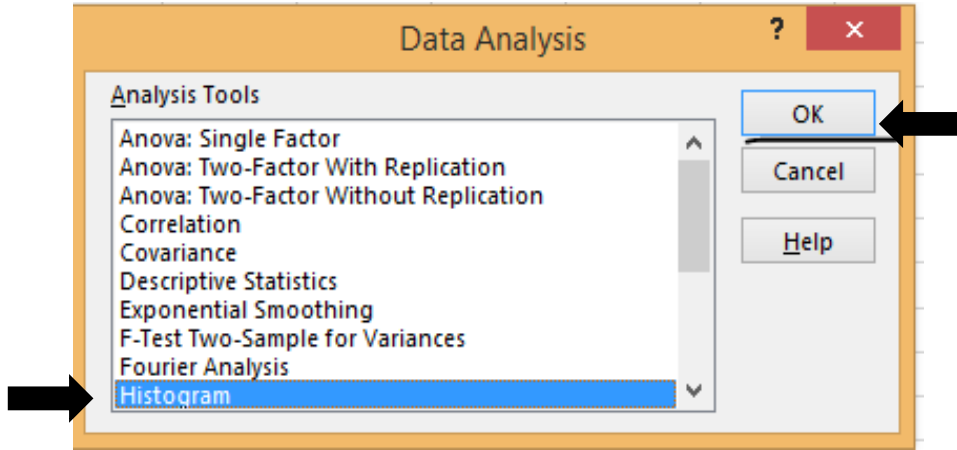 Data Analysis
? ×
Analysis Tools
Anova: Single Factor
Anova: Two-Factor With Replication
Anova: Two-Factor Without Replication
Correlation
Covariance
Descriptive Statistics
Exponential Smoothing
F-Test Two-Sample for Variances
Fourier Analysis
Histogram
OK
Cancel
Help